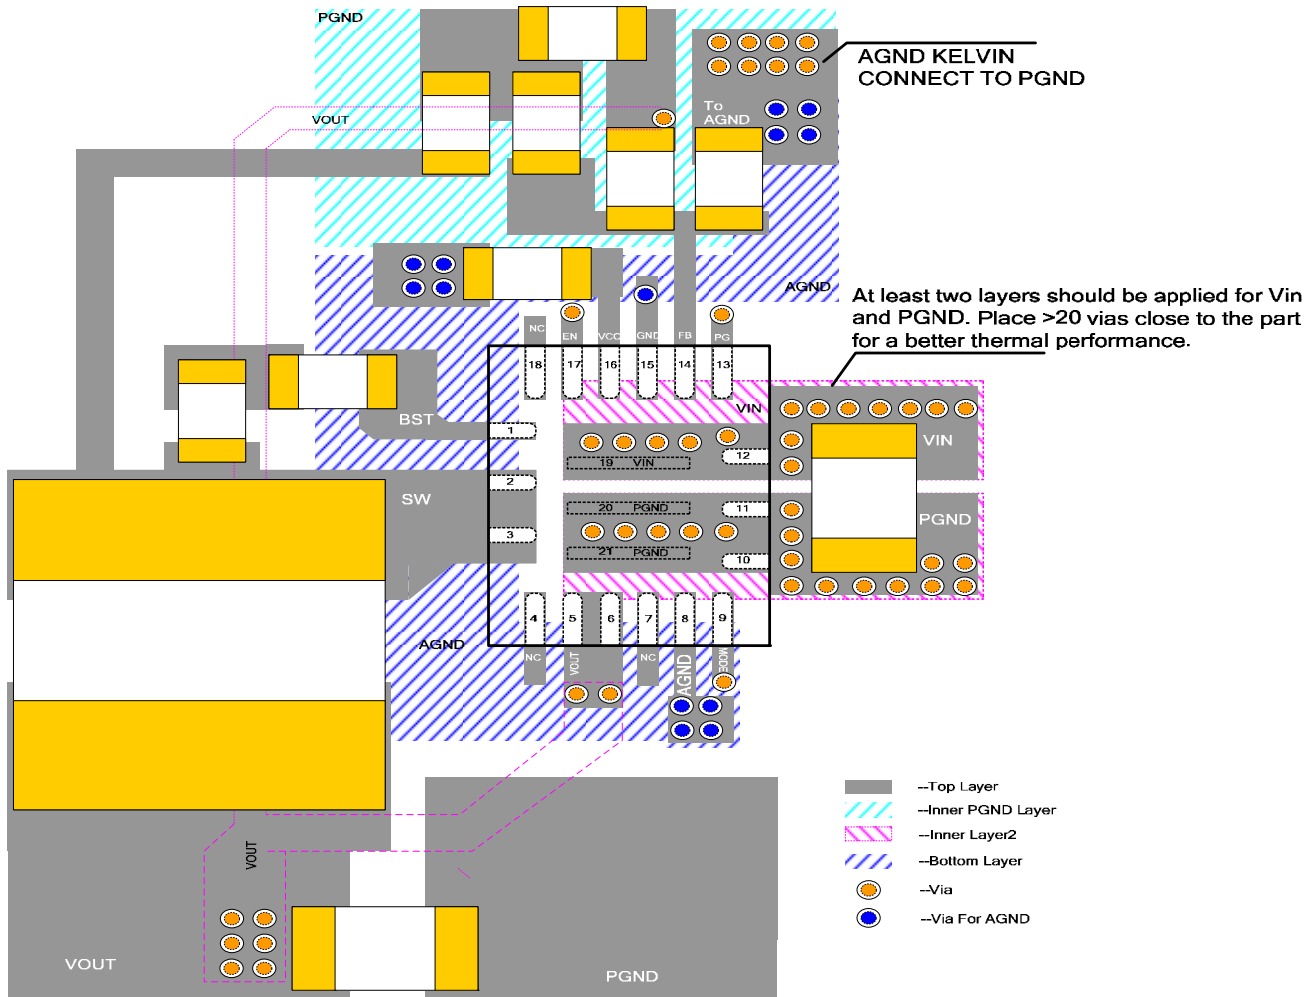 PGND
AGND KELVIN
CONNECT TO PGND
To
AGND
VOUT
AGND
At least two layers should be applied for Vin
and PGND. Place >20 vias close to the part
for a better thermal performance.
NC
EN
VCC
GND
FB
PG
18
17
16
15
14
13
BST
VIN
1
VIN
12
19 VIN
2
SW
20 PGND
11
PGND
3
21 PGND
10
4
5
6
7
8
9
AGND
NC
VOUT
NC
AGND
MODE
--Top Layer
--Inner PGND Layer
--Inner Layer2
--Bottom Layer
--Via
--Via For AGND
VOUT
VOUT
PGND